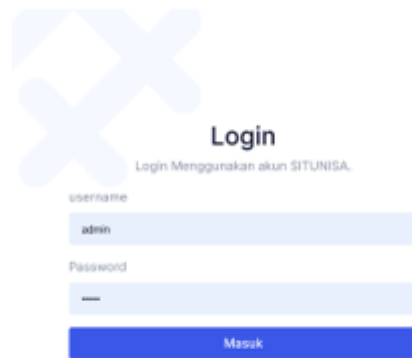 Login
Login Menggunakan akun SITUNISA.
username
admin
Password
Masuk